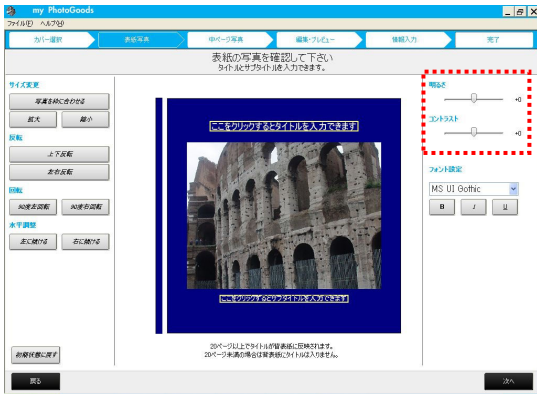 my PhotoGoods
ファイル(F) ヘルプ(H)
カバー選択
表紙写真
中ページ写真
編集・プレビュー
情報入力
完了
表紙の写真を確認して下さい
タイトルとサブタイトルを入力できます。
サイズ変更
写真を枠に合わせる
拡大
縮小
反転
上下反転
左右反転
回転
90度左回転
90度右回転
水平調整
左に傾ける
右に傾ける
初期状態に戻す
ここをクリックするとタイトルを入力できます
ここをクリックするとサブタイトルを入力できます
20ページ以上でタイトルが背表紙に反映されます。
20ページ未満の場合は背表紙にタイトルは入りません。
明るさ
+0
コントラスト
+0
フォント設定
MS UI Gothic
B
I
U
戻る
次へ